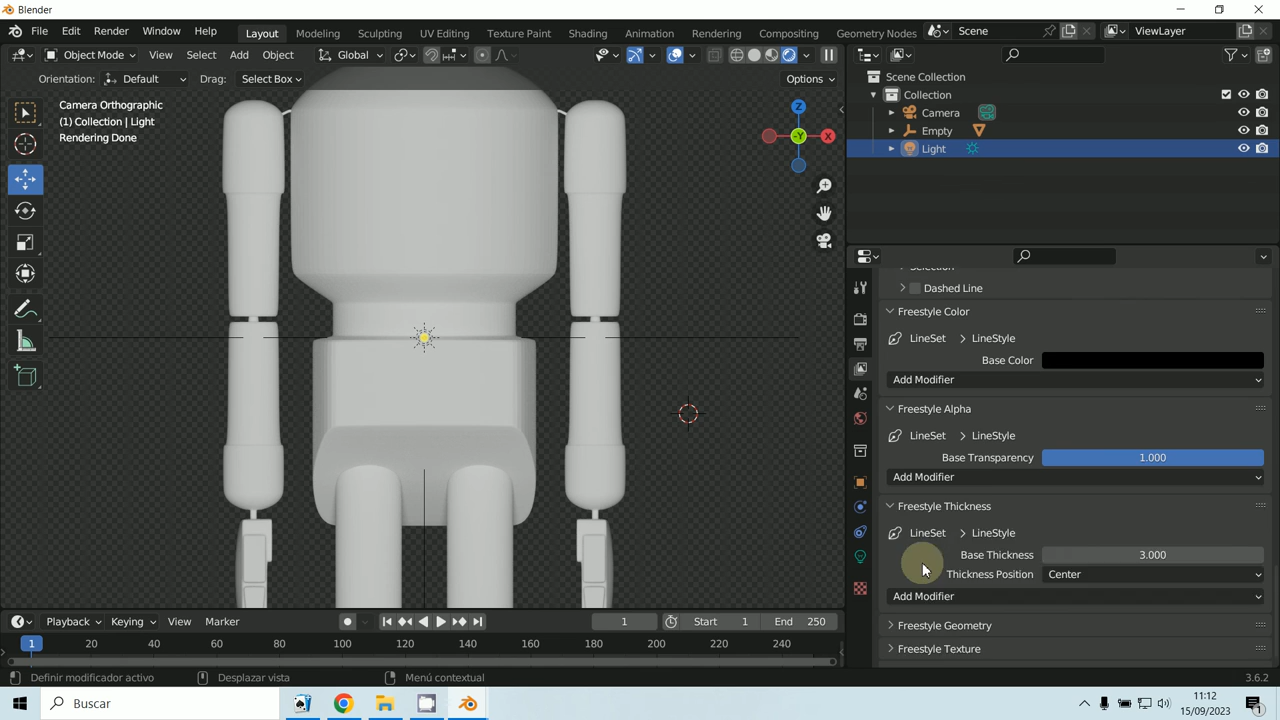 Blender
File Edit Render Window Help
Layout Modeling Sculpting UV Editing Texture Paint Shading Animation Rendering Compositing Geometry Nodes
Scene
ViewLayer
Object Mode View Select Add Object Global
Orientation: Default Drag: Select Box
Options
Camera Orthographic
(1) Collection | Light
Rendering Done
Z
-Y
X
Scene Collection
Collection
Camera
Empty
Light
Selection
Dashed Line
Freestyle Color
LineSet > LineStyle
Base Color
Add Modifier
Freestyle Alpha
LineSet > LineStyle
Base Transparency 1.000
Add Modifier
Freestyle Thickness
LineSet > LineStyle
Base Thickness 3.000
Thickness Position Center
Add Modifier
Freestyle Geometry
Freestyle Texture
Playback Keying View Marker
1 Start 1 End 250
1 20 40 60 80 100 120 140 160 180 200 220 240
Definir modificador activo Desplazar vista Menú contextual 3.6.2
Buscar
11:12
15/09/2023
1